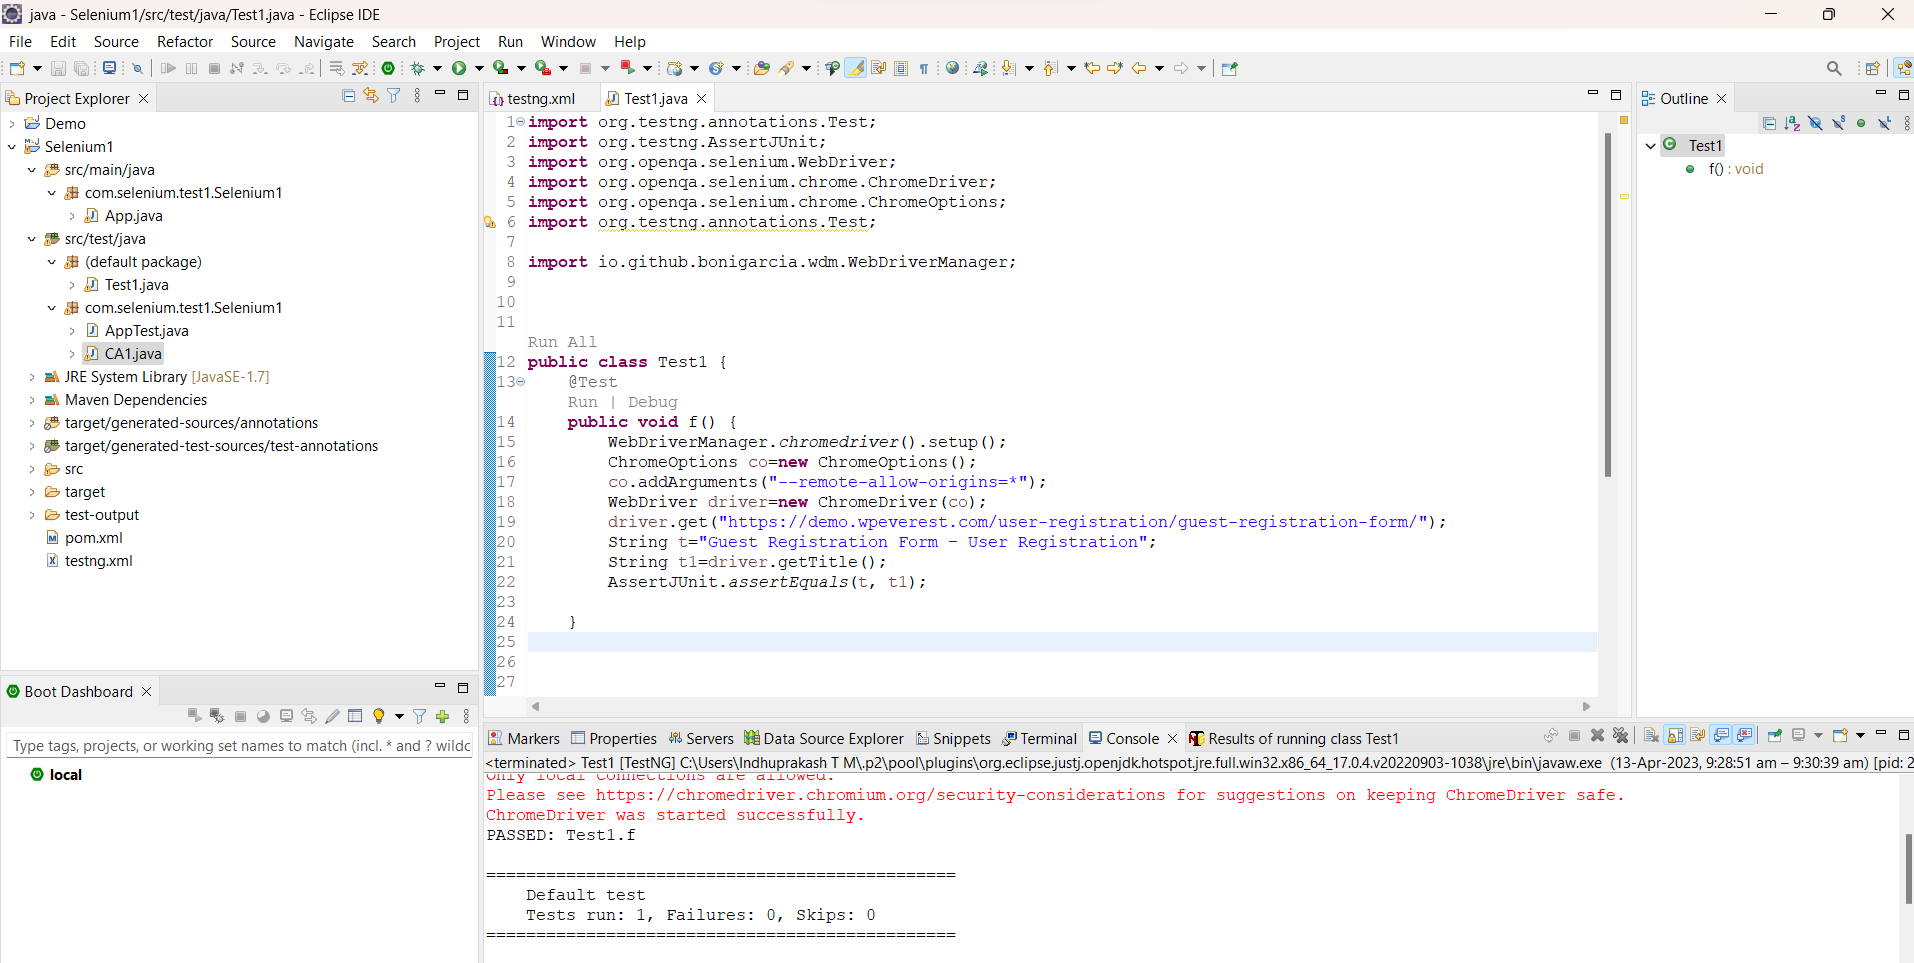 java - Selenium1/src/test/java/Test1.java - Eclipse IDE
File Edit Source Refactor Source Navigate Search Project Run Window Help
Project Explorer
Demo
Selenium1
src/main/java
com.selenium.test1.Selenium1
App.java
src/test/java
(default package)
Test1.java
com.selenium.test1.Selenium1
AppTest.java
CA1.java
JRE System Library [JavaSE-1.7]
Maven Dependencies
target/generated-sources/annotations
target/generated-test-sources/test-annotations
src
target
test-output
pom.xml
testng.xml
Boot Dashboard
Type tags, projects, or working set names to match (incl. * and ? wildc
local
testng.xml Test1.java
1 import org.testng.annotations.Test;
2 import org.testng.AssertJUnit;
3 import org.openqa.selenium.WebDriver;
4 import org.openqa.selenium.chrome.ChromeDriver;
5 import org.openqa.selenium.chrome.ChromeOptions;
6 import org.testng.annotations.Test;
7
8 import io.github.bonigarcia.wdm.WebDriverManager;
9
10
11
Run All
12 public class Test1 {
13 @Test
Run | Debug
14 public void f() {
15 WebDriverManager.chromedriver().setup();
16 ChromeOptions co=new ChromeOptions();
17 co.addArguments("--remote-allow-origins=*");
18 WebDriver driver=new ChromeDriver(co);
19 driver.get("https://demo.wpeverest.com/user-registration/guest-registration-form/");
20 String t="Guest Registration Form – User Registration";
21 String t1=driver.getTitle();
22 AssertJUnit.assertEquals(t, t1);
23
24 }
25
26
27
Outline
Test1
f() : void
Markers Properties Servers Data Source Explorer Snippets Terminal Console Results of running class Test1
<terminated> Test1 [TestNG] C:\Users\Indhuprakash T M\.p2\pool\plugins\org.eclipse.justj.openjdk.hotspot.jre.full.win32.x86_64_17.0.4.v20220903-1038\jre\bin\javaw.exe (13-Apr-2023, 9:28:51 am – 9:30:39 am) [pid: 2
Only local connections are allowed.
Please see https://chromedriver.chromium.org/security-considerations for suggestions on keeping ChromeDriver safe.
ChromeDriver was started successfully.
PASSED: Test1.f
===============================================
Default test
Tests run: 1, Failures: 0, Skips: 0
===============================================